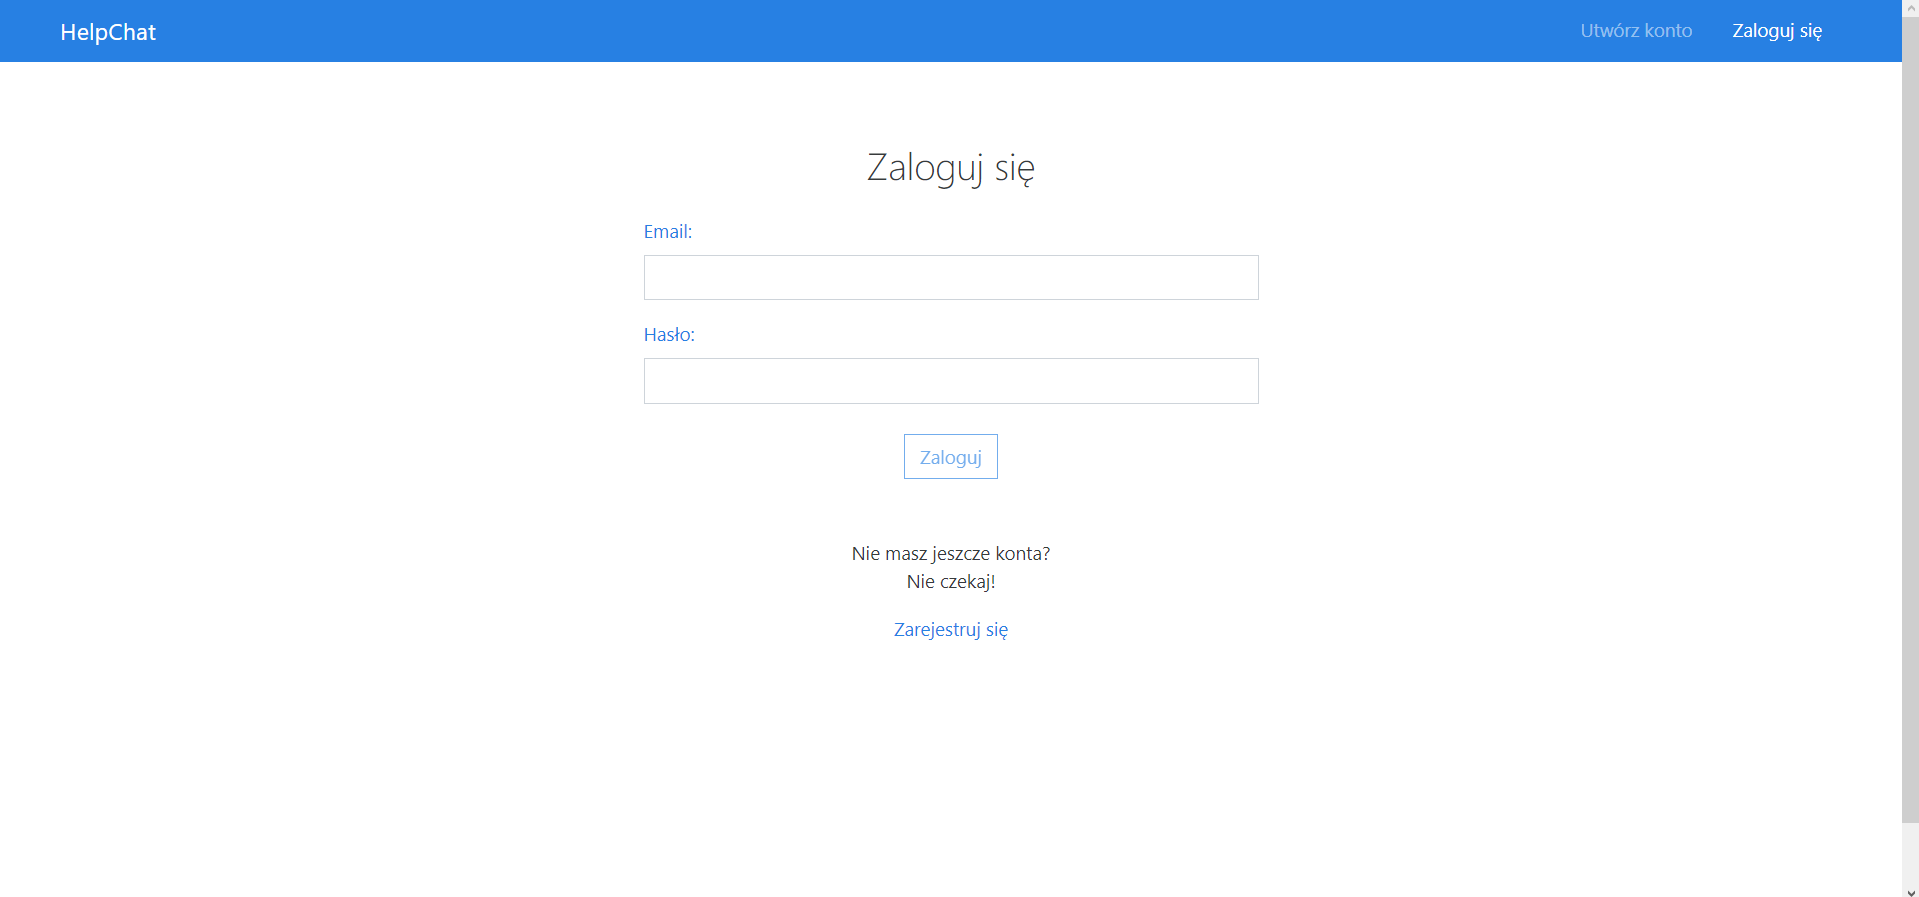 HelpChat
Utwórz konto
Zaloguj się
Zaloguj się
Email:
Hasło:
Zaloguj
Nie masz jeszcze konta?
Nie czekaj!
Zarejestruj się